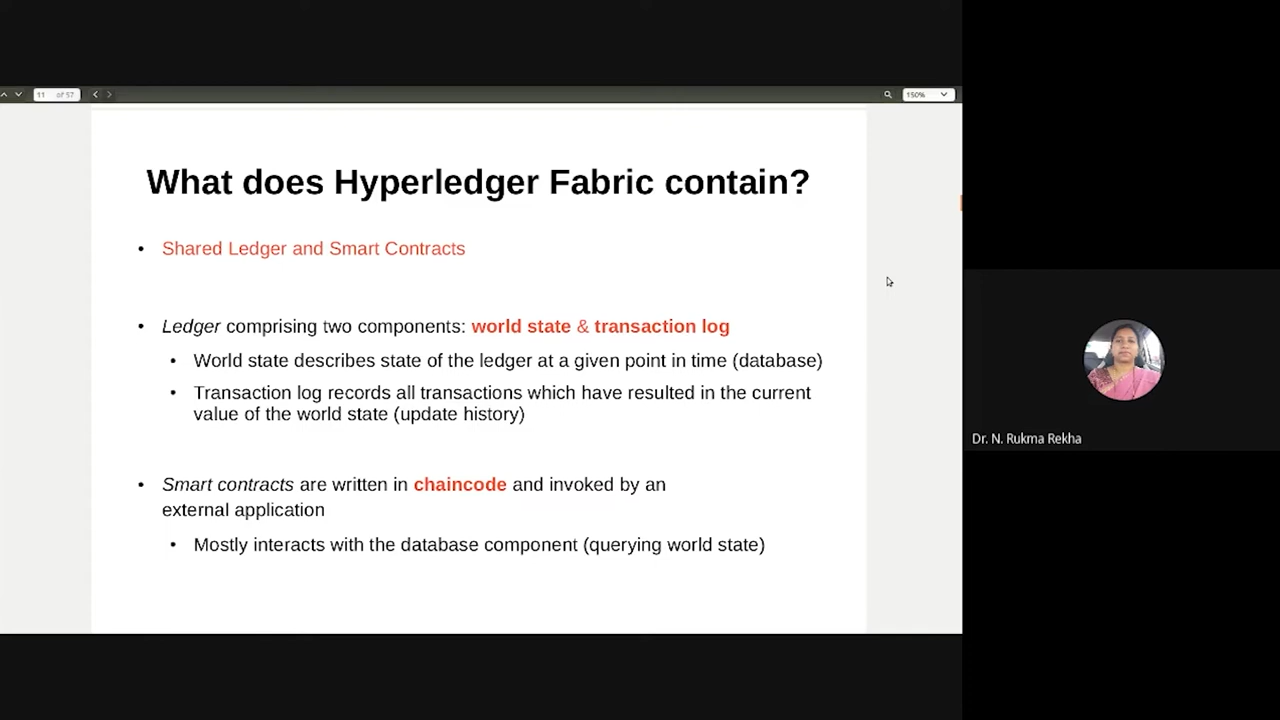 11 of 57
150%
What does Hyperledger Fabric contain?
• Shared Ledger and Smart Contracts
• Ledger comprising two components: world state & transaction log
• World state describes state of the ledger at a given point in time (database)
• Transaction log records all transactions which have resulted in the current
value of the world state (update history)
• Smart contracts are written in chaincode and invoked by an
external application
• Mostly interacts with the database component (querying world state)
Dr. N. Rukma Rekha